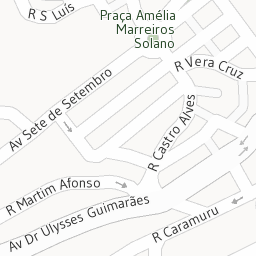 R S Luís
Praça Amélia
Marreiros
Solano
R Vera Cruz
Av Sete de Setembro
R Castro Alves
R Martim Afonso
Av Dr Ulysses Guimarães
R Caramuru